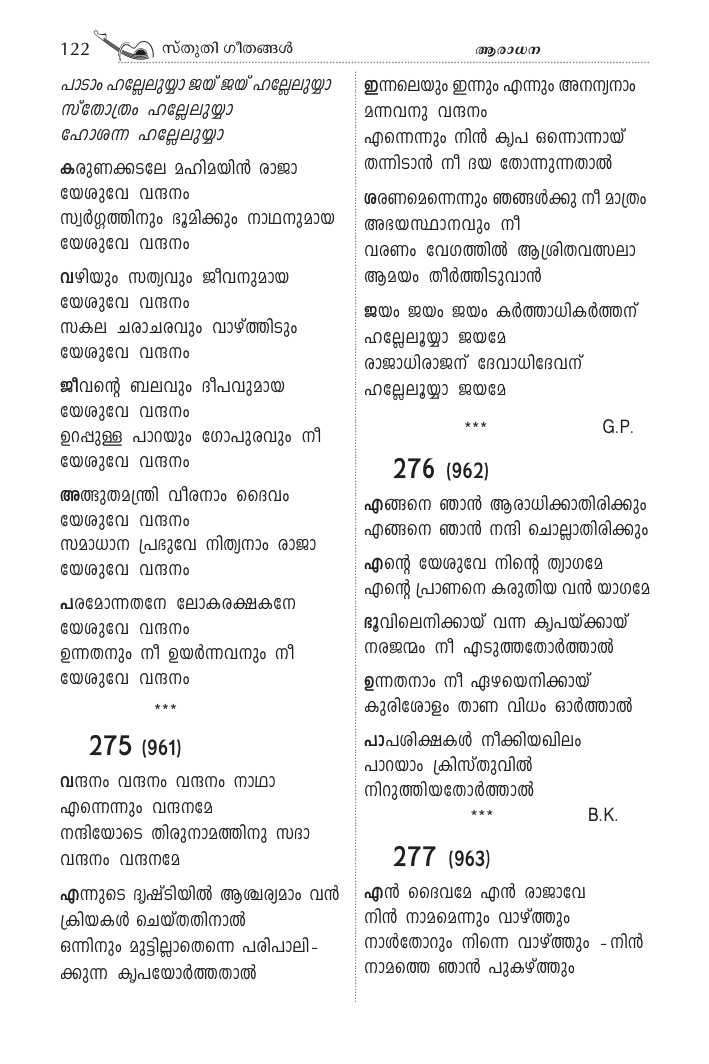 122 സ്തുതി ഗീതങ്ങൾ ആരാധന
പാടാം ഹല്ലേലുയ്യാ ജയ് ജയ് ഹല്ലേലുയ്യാ
സ്തോത്രം ഹല്ലേലുയ്യാ
ഹോശന്ന ഹല്ലേലുയ്യാ
കരുണക്കടലേ മഹിമയിൻ രാജാ
യേശുവേ വന്ദനം
സ്വർഗ്ഗത്തിനും ഭൂമിക്കും നാഥനുമായ
യേശുവേ വന്ദനം
വഴിയും സത്യവും ജീവനുമായ
യേശുവേ വന്ദനം
സകല ചരാചരവും വാഴ്ത്തിടും
യേശുവേ വന്ദനം
ജീവന്റെ ബലവും ദീപവുമായ
യേശുവേ വന്ദനം
ഉറപ്പുള്ള പാറയും ഗോപുരവും നീ
യേശുവേ വന്ദനം
അത്ഭുതമന്ത്രി വീരനാം ദൈവം
യേശുവേ വന്ദനം
സമാധാന പ്രഭുവേ നിത്യനാം രാജാ
യേശുവേ വന്ദനം
പരമോന്നതനേ ലോകരക്ഷകനേ
യേശുവേ വന്ദനം
ഉന്നതനും നീ ഉയർന്നവനും നീ
യേശുവേ വന്ദനം
***
275 (961)
വന്ദനം വന്ദനം വന്ദനം നാഥാ
എന്നെന്നും വന്ദനമേ
നന്ദിയോടെ തിരുനാമത്തിനു സദാ
വന്ദനം വന്ദനമേ
എന്നുടെ ദൃഷ്ടിയിൽ ആശ്ചര്യമാം വൻ
ക്രിയകൾ ചെയ്തതിനാൽ
ഒന്നിനും മുട്ടില്ലാതെന്നെ പരിപാലി-
ക്കുന്ന കൃപയോർത്തതാൽ
ഇന്നലെയും ഇന്നും എന്നും അനന്യനാം
മന്നവനു വന്ദനം
എന്നെന്നും നിൻ കൃപ ഒന്നൊന്നായ്
തന്നിടാൻ നീ ദയ തോന്നുന്നതാൽ
ശരണമെന്നെന്നും ഞങ്ങൾക്കു നീ മാത്രം
അഭയസ്ഥാനവും നീ
വരണം വേഗത്തിൽ ആശ്രിതവത്സലാ
ആമയം തീർത്തിടുവാൻ
ജയം ജയം ജയം കർത്താധികർത്തന്
ഹല്ലേലൂയ്യാ ജയമേ
രാജാധിരാജന് ദേവാധിദേവന്
ഹല്ലേലൂയ്യാ ജയമേ
*** G.P.
276 (962)
എങ്ങനെ ഞാൻ ആരാധിക്കാതിരിക്കും
എങ്ങനെ ഞാൻ നന്ദി ചൊല്ലാതിരിക്കും
എന്റെ യേശുവേ നിന്റെ ത്യാഗമേ
എന്റെ പ്രാണനെ കരുതിയ വൻ യാഗമേ
ഭൂവിലെനിക്കായ് വന്ന കൃപയ്ക്കായ്
നരജന്മം നീ എടുത്തതോർത്താൽ
ഉന്നതനാം നീ ഏഴയെനിക്കായ്
കുരിശോളം താണ വിധം ഓർത്താൽ
പാപശിക്ഷകൾ നീക്കിയഖിലം
പാറയാം ക്രിസ്തുവിൽ
നിറുത്തിയതോർത്താൽ
*** B.K.
277 (963)
എൻ ദൈവമേ എൻ രാജാവേ
നിൻ നാമമെന്നും വാഴ്ത്തും
നാൾതോറും നിന്നെ വാഴ്ത്തും -നിൻ
നാമത്തെ ഞാൻ പുകഴ്ത്തും